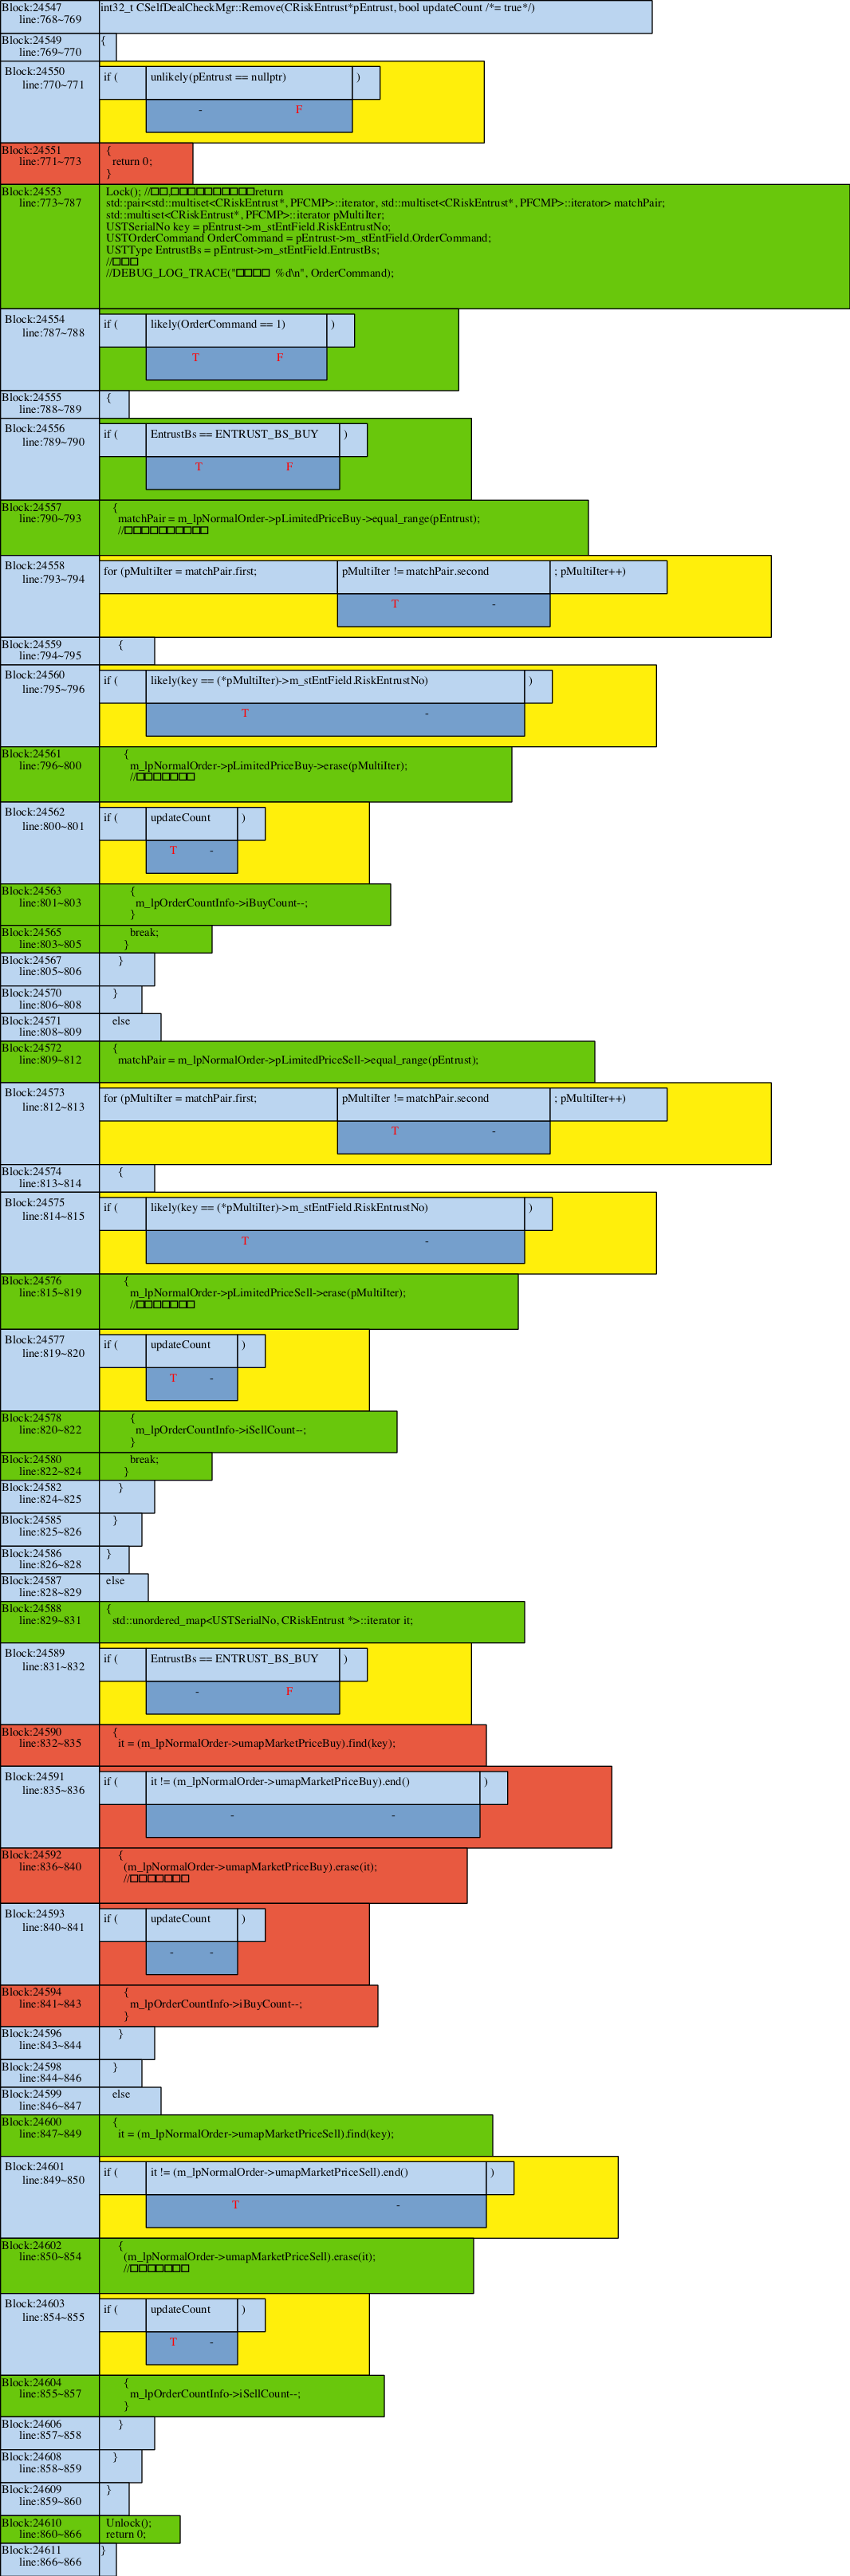 Block:24547
line:768~769
int32_t CSelfDealCheckMgr::Remove(CRiskEntrust*pEntrust, bool updateCount /*= true*/)
Block:24549
line:769~770
{
Block:24550
line:770~771
if ( unlikely(pEntrust == nullptr) )
- F
Block:24551
line:771~773
{
return 0;
}
Block:24553
line:773~787
Lock(); //□□,□□□□□□□□□□return
std::pair<std::multiset<CRiskEntrust*, PFCMP>::iterator, std::multiset<CRiskEntrust*, PFCMP>::iterator> matchPair;
std::multiset<CRiskEntrust*, PFCMP>::iterator pMultiIter;
USTSerialNo key = pEntrust->m_stEntField.RiskEntrustNo;
USTOrderCommand OrderCommand = pEntrust->m_stEntField.OrderCommand;
USTType EntrustBs = pEntrust->m_stEntField.EntrustBs;
//□□□
//DEBUG_LOG_TRACE("□□□□ %d\n", OrderCommand);
Block:24554
line:787~788
if ( likely(OrderCommand == 1) )
T F
Block:24555
line:788~789
{
Block:24556
line:789~790
if ( EntrustBs == ENTRUST_BS_BUY )
T F
Block:24557
line:790~793
{
matchPair = m_lpNormalOrder->pLimitedPriceBuy->equal_range(pEntrust);
//□□□□□□□□□□
Block:24558
line:793~794
for (pMultiIter = matchPair.first; pMultiIter != matchPair.second ; pMultiIter++)
T -
Block:24559
line:794~795
{
Block:24560
line:795~796
if ( likely(key == (*pMultiIter)->m_stEntField.RiskEntrustNo) )
T -
Block:24561
line:796~800
{
m_lpNormalOrder->pLimitedPriceBuy->erase(pMultiIter);
//□□□□□□□
Block:24562
line:800~801
if ( updateCount )
T -
Block:24563
line:801~803
{
m_lpOrderCountInfo->iBuyCount--;
}
Block:24565
line:803~805
break;
}
Block:24567
line:805~806
}
Block:24570
line:806~808
}
Block:24571
line:808~809
else
Block:24572
line:809~812
{
matchPair = m_lpNormalOrder->pLimitedPriceSell->equal_range(pEntrust);
Block:24573
line:812~813
for (pMultiIter = matchPair.first; pMultiIter != matchPair.second ; pMultiIter++)
T -
Block:24574
line:813~814
{
Block:24575
line:814~815
if ( likely(key == (*pMultiIter)->m_stEntField.RiskEntrustNo) )
T -
Block:24576
line:815~819
{
m_lpNormalOrder->pLimitedPriceSell->erase(pMultiIter);
//□□□□□□□
Block:24577
line:819~820
if ( updateCount )
T -
Block:24578
line:820~822
{
m_lpOrderCountInfo->iSellCount--;
}
Block:24580
line:822~824
break;
}
Block:24582
line:824~825
}
Block:24585
line:825~826
}
Block:24586
line:826~828
}
Block:24587
line:828~829
else
Block:24588
line:829~831
{
std::unordered_map<USTSerialNo, CRiskEntrust *>::iterator it;
Block:24589
line:831~832
if ( EntrustBs == ENTRUST_BS_BUY )
- F
Block:24590
line:832~835
{
it = (m_lpNormalOrder->umapMarketPriceBuy).find(key);
Block:24591
line:835~836
if ( it != (m_lpNormalOrder->umapMarketPriceBuy).end() )
- -
Block:24592
line:836~840
{
(m_lpNormalOrder->umapMarketPriceBuy).erase(it);
//□□□□□□□
Block:24593
line:840~841
if ( updateCount )
- -
Block:24594
line:841~843
{
m_lpOrderCountInfo->iBuyCount--;
}
Block:24596
line:843~844
}
Block:24598
line:844~846
}
Block:24599
line:846~847
else
Block:24600
line:847~849
{
it = (m_lpNormalOrder->umapMarketPriceSell).find(key);
Block:24601
line:849~850
if ( it != (m_lpNormalOrder->umapMarketPriceSell).end() )
T -
Block:24602
line:850~854
{
(m_lpNormalOrder->umapMarketPriceSell).erase(it);
//□□□□□□□
Block:24603
line:854~855
if ( updateCount )
T -
Block:24604
line:855~857
{
m_lpOrderCountInfo->iSellCount--;
}
Block:24606
line:857~858
}
Block:24608
line:858~859
}
Block:24609
line:859~860
}
Block:24610
line:860~866
Unlock();
return 0;
Block:24611
line:866~866
}